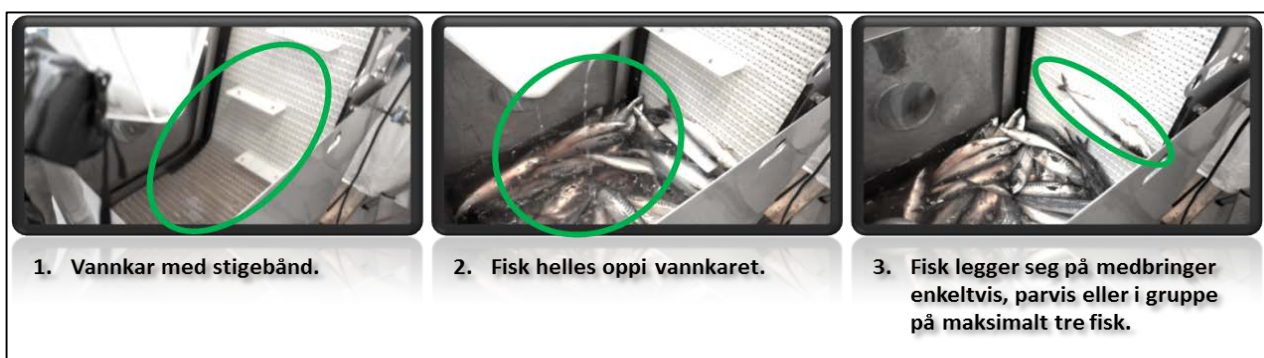 1. Vannkar med stigebånd.
2. Fisk helles oppi vannkaret.
3. Fisk legger seg på medbringer
enkeltvis, parvis eller i gruppe
på maksimalt tre fisk.